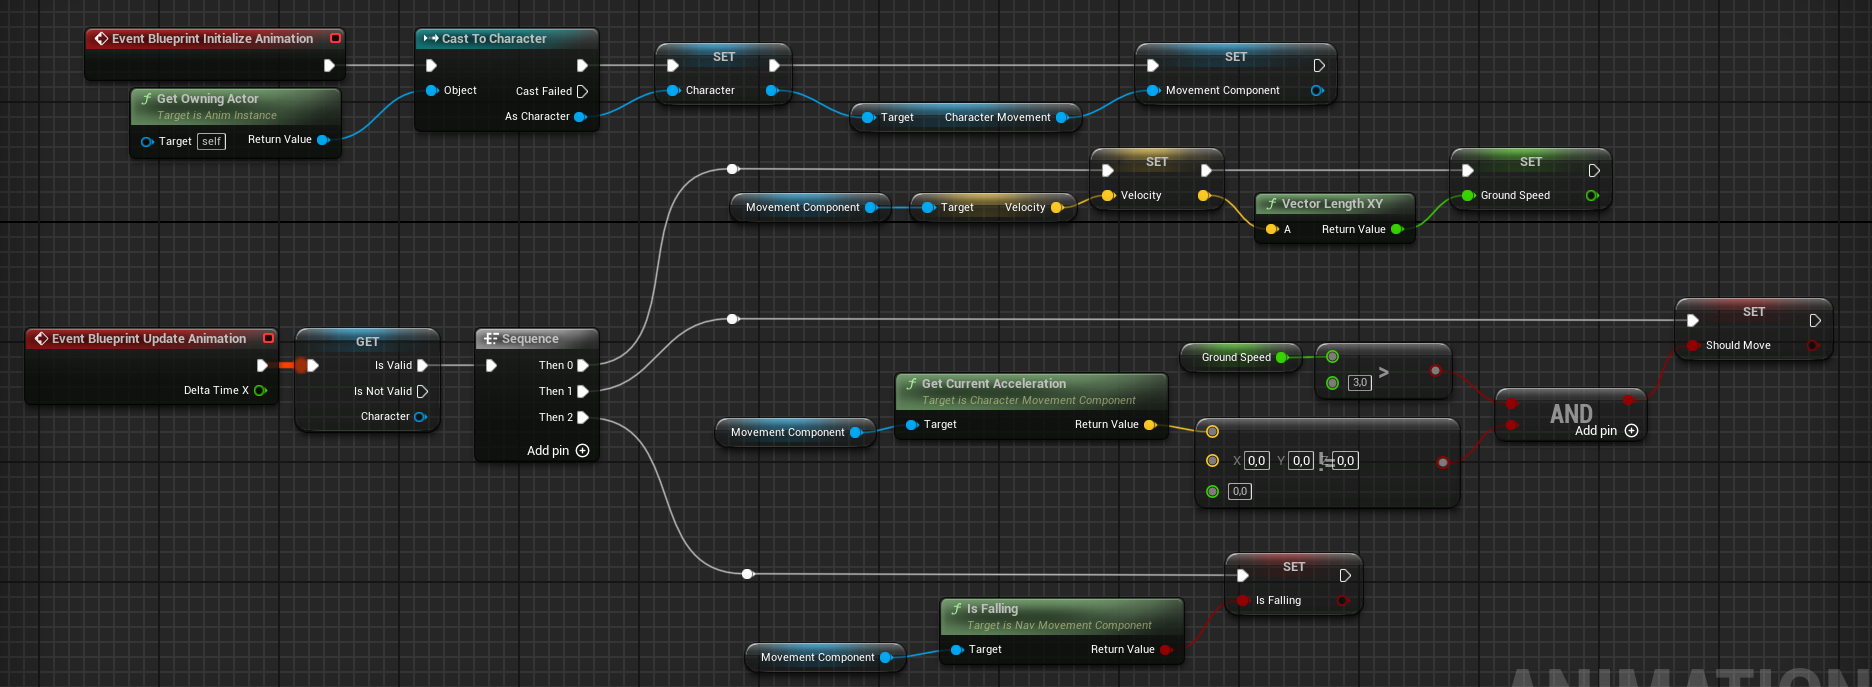 Event Blueprint Initialize Animation
Get Owning Actor
Target is Anim Instance
Target self Return Value
Cast To Character
Object Cast Failed
As Character
SET
Character
Target Character Movement
SET
Movement Component
Movement Component
Target Velocity
SET
Velocity
Vector Length XY
A Return Value
SET
Ground Speed
Event Blueprint Update Animation
Delta Time X
GET
Is Valid
Is Not Valid
Character
Sequence
Then 0
Then 1
Then 2
Add pin
SET
Should Move
Ground Speed
3,0 >
Movement Component
Get Current Acceleration
Target is Character Movement Component
Target Return Value
X 0,0 Y 0,0 != 0,0
0,0
AND
Add pin
SET
Is Falling
Movement Component
Is Falling
Target is Nav Movement Component
Target Return Value
ANIMATION